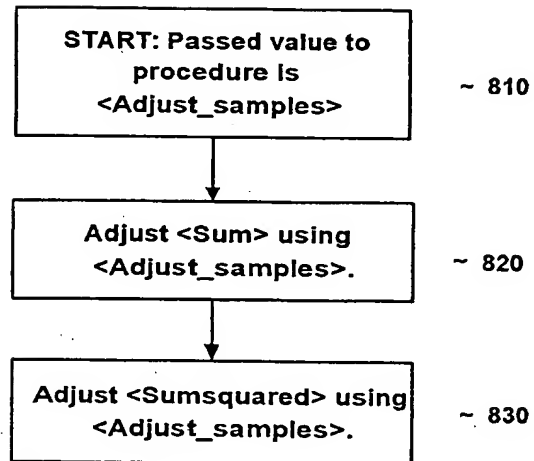 START: Passed value to
procedure is
<Adjust_samples>
~ 810
Adjust <Sum> using
<Adjust_samples>.
~ 820
Adjust <Sumsquared> using
<Adjust_samples>.
~ 830